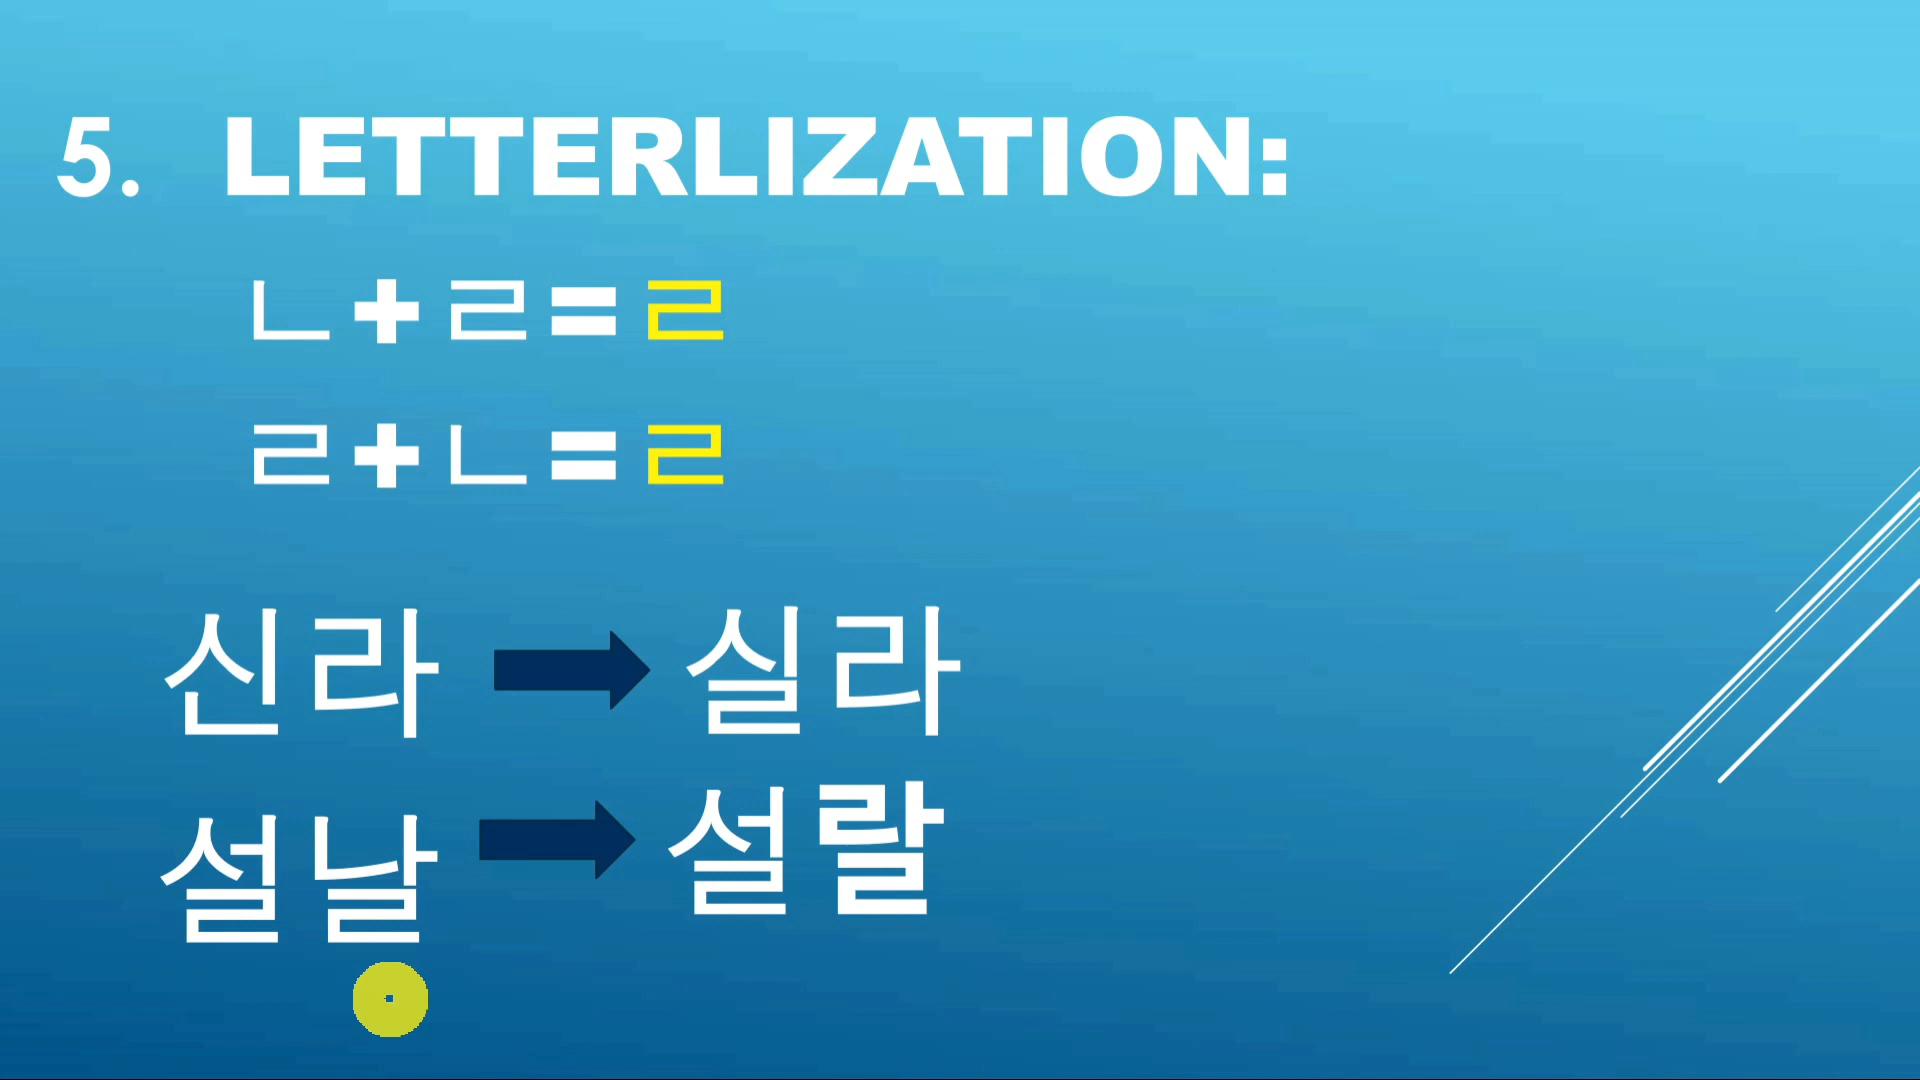 5. LETTERLIZATION:
ㄴ+ㄹ=ㄹ
ㄹ+ㄴ=ㄹ
신라 실라
설날 설랄